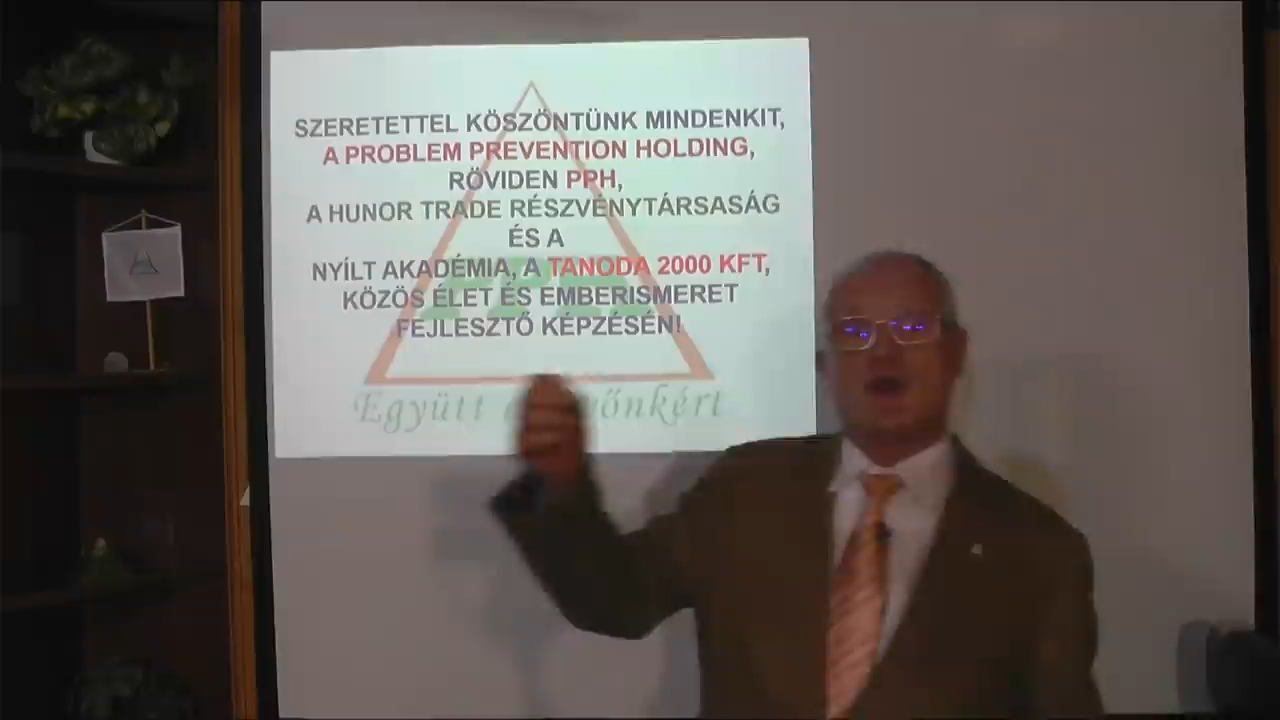 SZERETETTEL KÖSZÖNTÜNK MINDENKIT,
A PROBLEM PREVENTION HOLDING,
RÖVIDEN PPH,
A HUNOR TRADE RÉSZVÉNYTÁRSASÁG
ÉS A
NYÍLT AKADÉMIA, A TANODA 2000 KFT,
KÖZÖS ÉLET ÉS EMBERISMERET
FEJLESZTŐ KÉPZÉSÉN!
Együtt